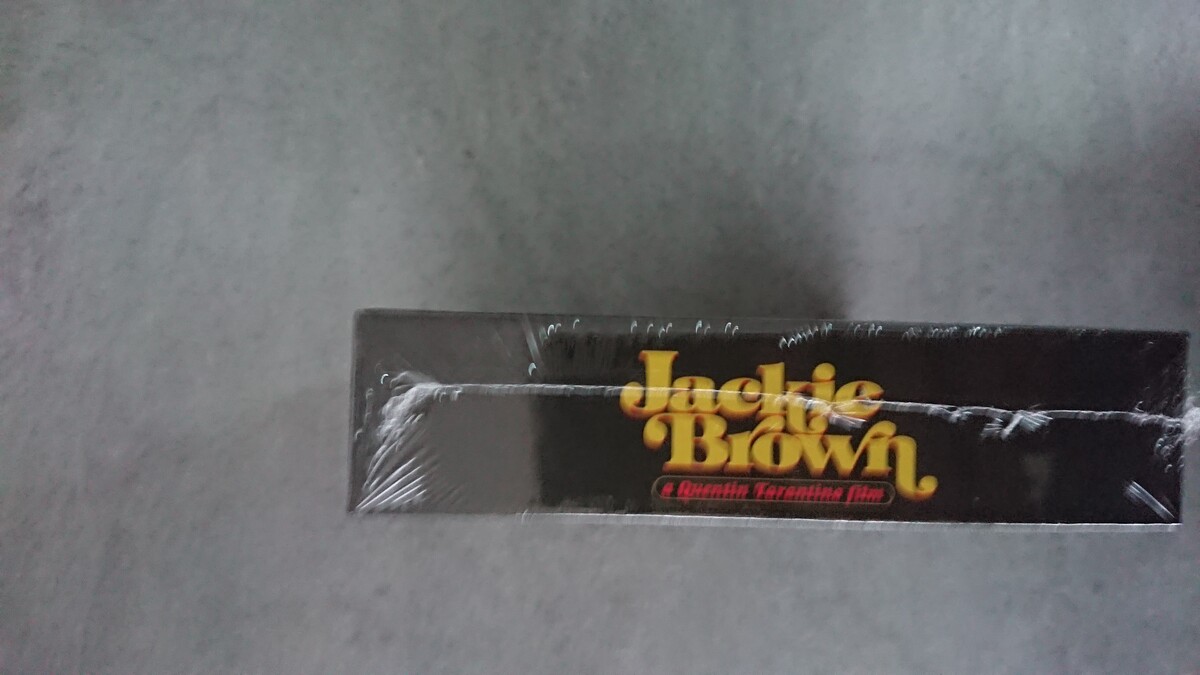 Jackie
Brown
a Quentin Tarantino film